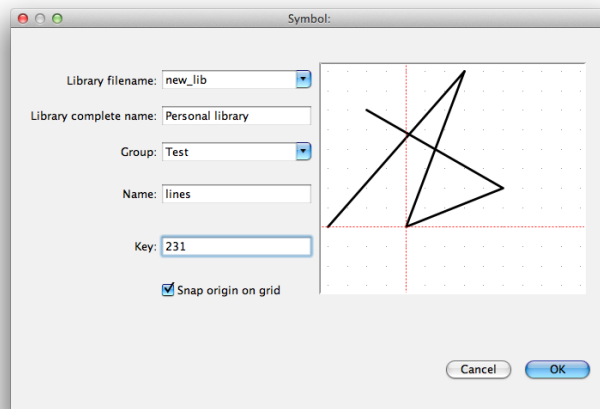 Symbol:
Library filename: new_lib
Library complete name: Personal library
Group: Test
Name: lines
Key: 231
Snap origin on grid
Cancel OK